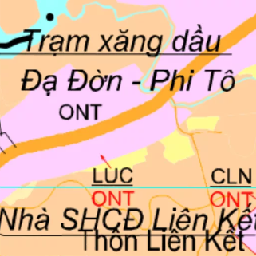 Trạm xăng dầu
Đạ Đờn - Phi Tô
ONT
LUC CLN
ONT ONT
Nhà SHCĐ Liên Kết
Thôn Liên Kết